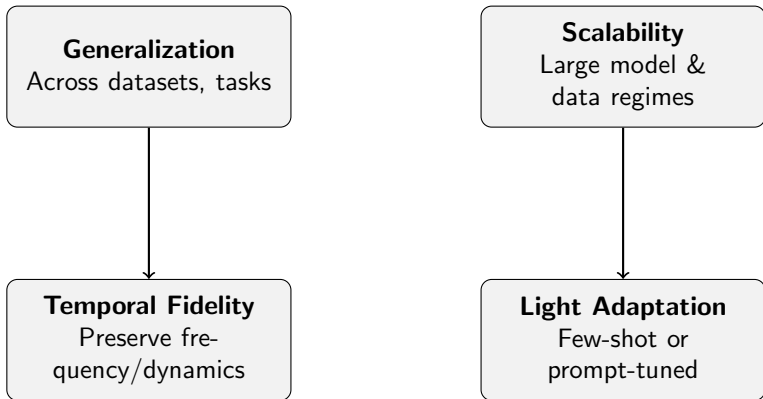 Generalization
Across datasets, tasks
Scalability
Large model &
data regimes
Temporal Fidelity
Preserve fre-
quency/dynamics
Light Adaptation
Few-shot or
prompt-tuned